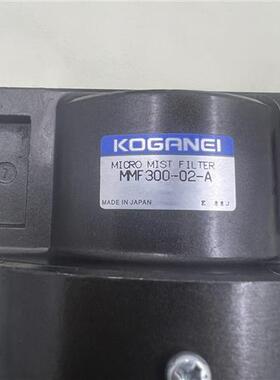 KOGANEI
MICRO MIST FILTER
MMF300-02-A
MADE IN JAPAN